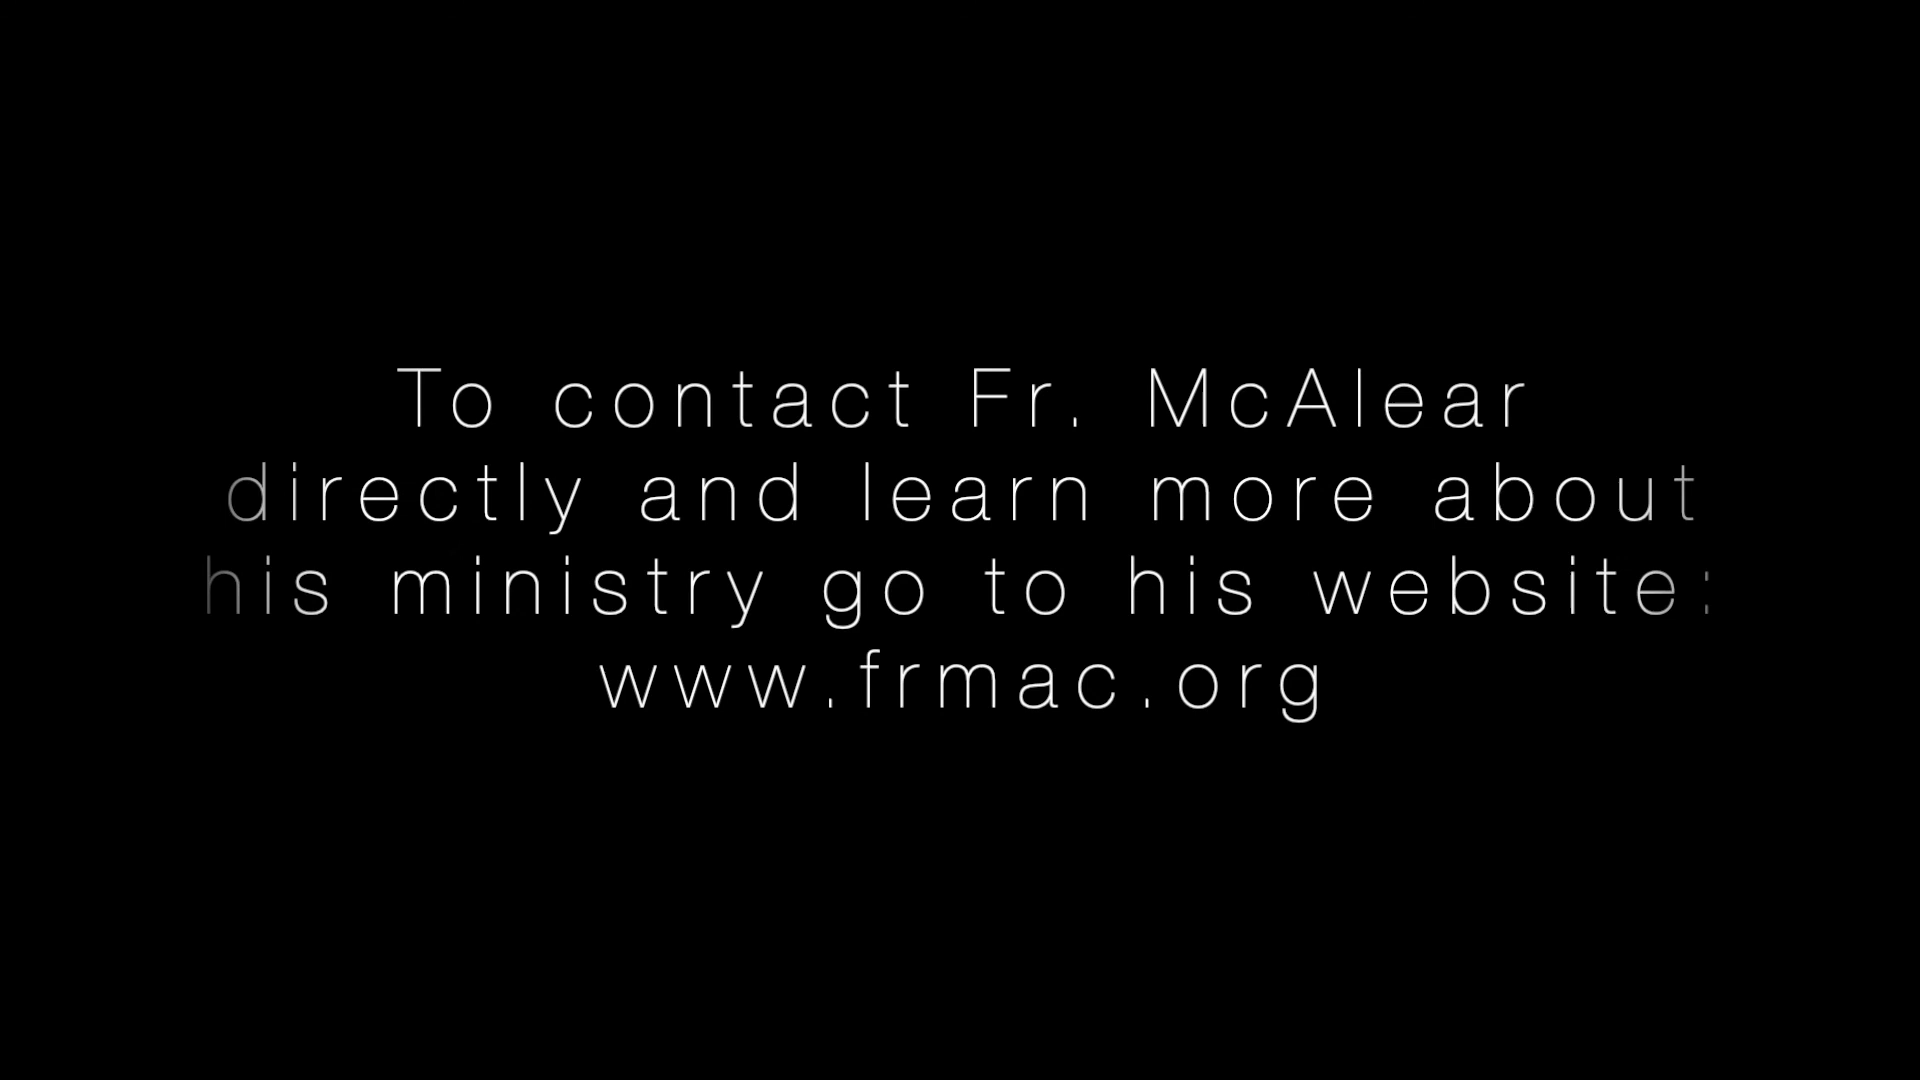 To contact Fr. McAlear
directly and learn more about
his ministry go to his website:
www.frmac.org